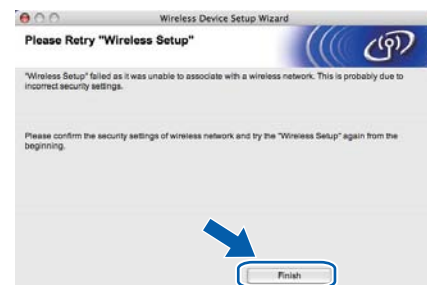 Wireless Device Setup Wizard
Please Retry "Wireless Setup"
"Wireless Setup" failed as it was unable to associate with a wireless network. This is probably due to
incorrect security settings.
Please confirm the security settings of wireless network and try the "Wireless Setup" again from the
beginning.
Finish